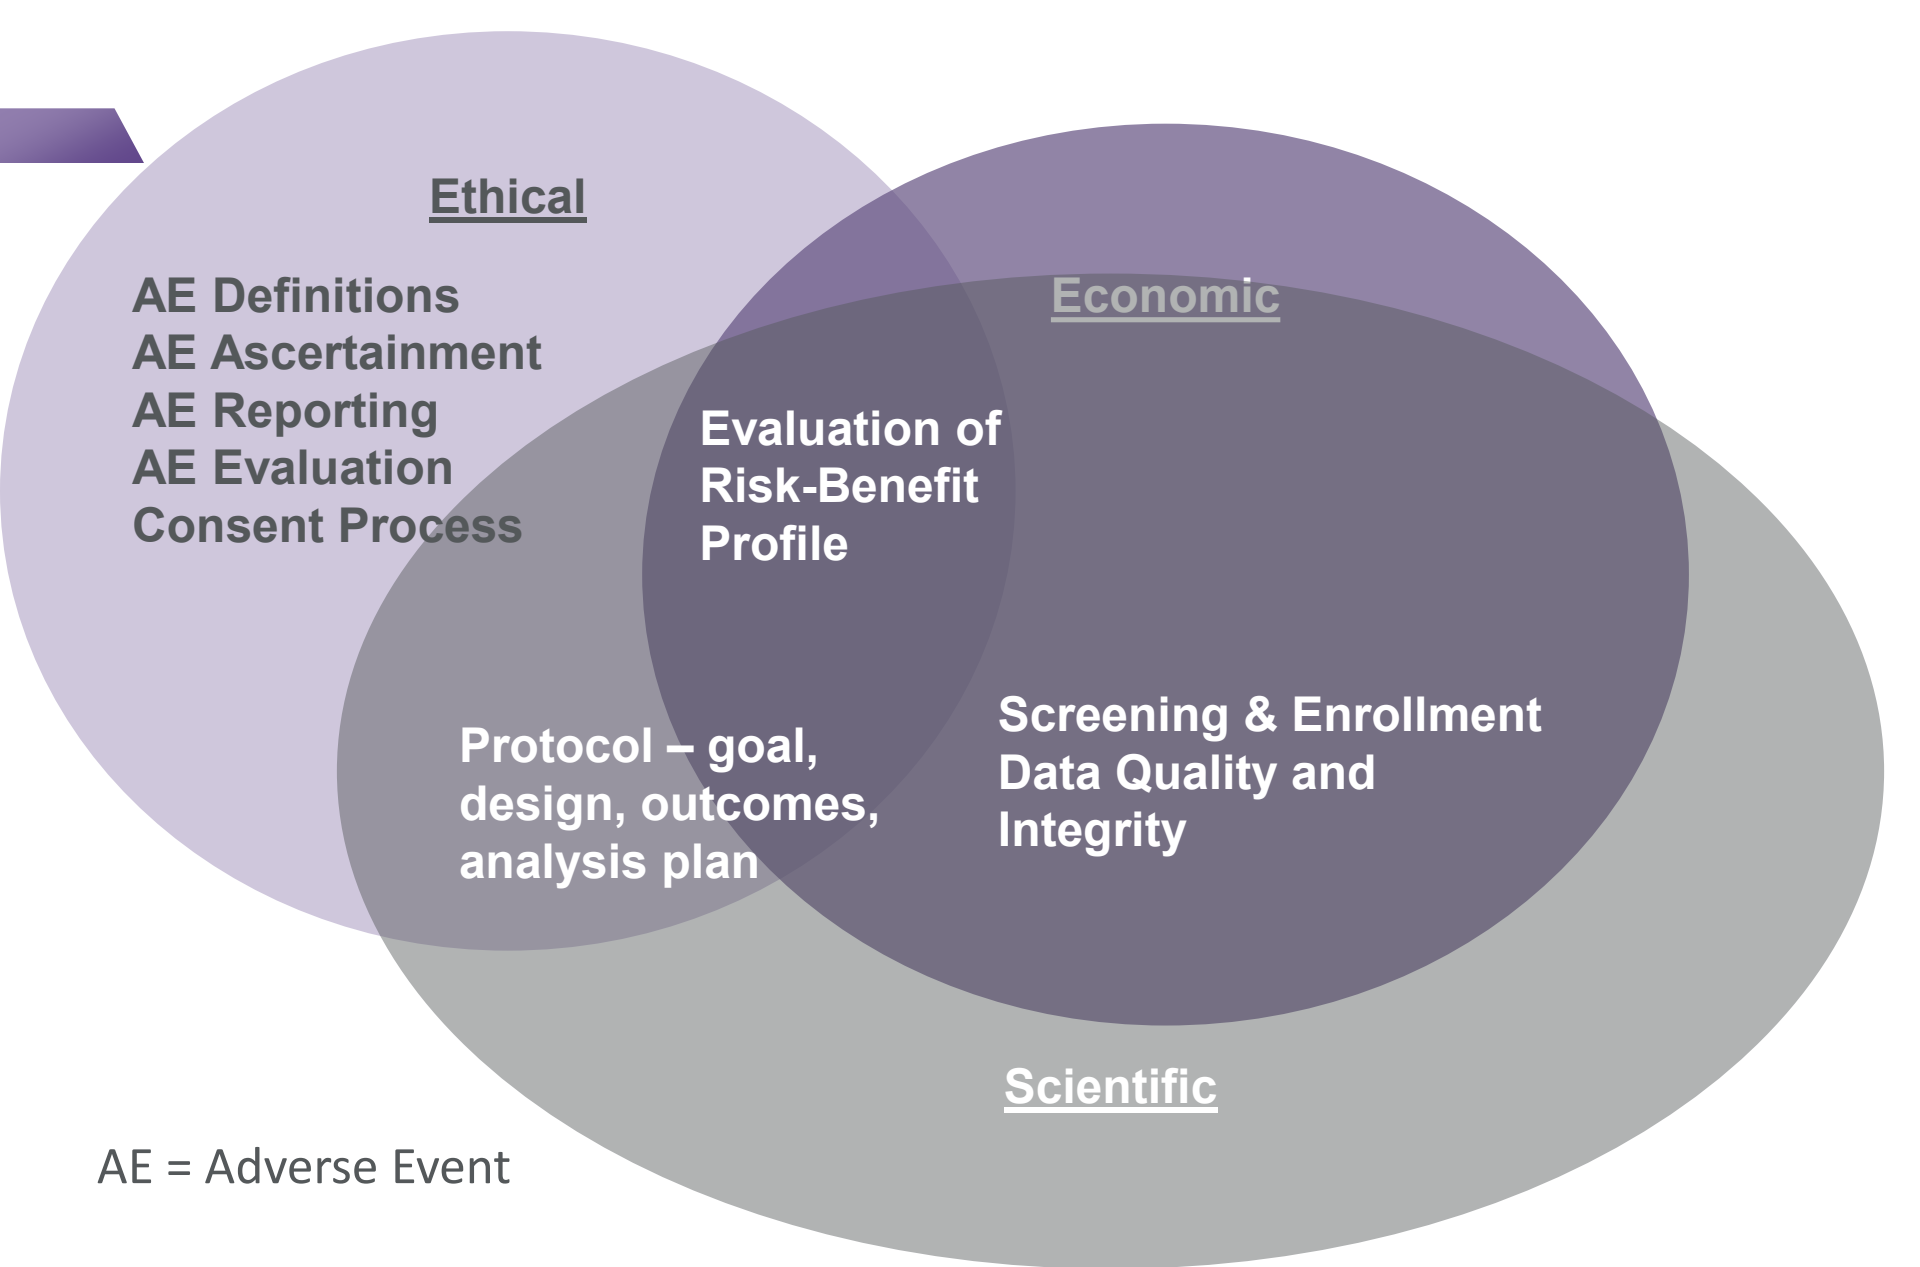 Ethical
AE Definitions
AE Ascertainment
AE Reporting
AE Evaluation
Consent Process
Economic
Evaluation of
Risk-Benefit
Profile
Protocol – goal,
design, outcomes,
analysis plan
Screening & Enrollment
Data Quality and
Integrity
Scientific
AE = Adverse Event